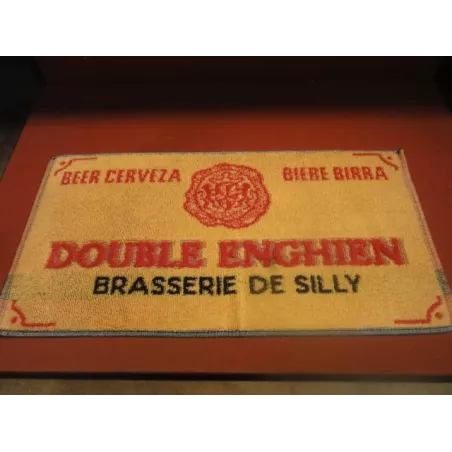 BEER CERVEZA BIERE BIRRA
DOUBLE ENGHIEN
BRASSERIE DE SILLY